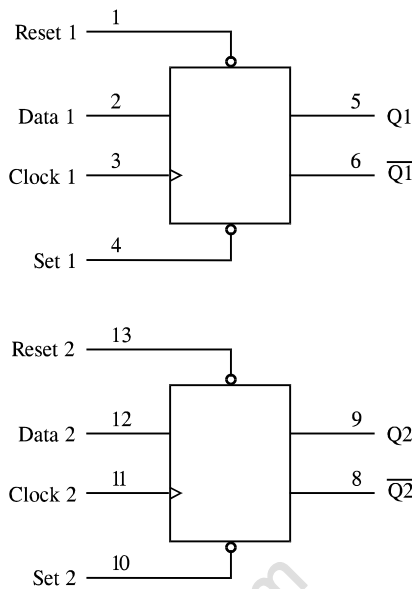 Reset 1 1
Data 1 2 5 Q1
Clock 1 3 6 Q1̅
Set 1 4
Reset 2 13
Data 2 12 9 Q2
Clock 2 11 8 Q2̅
Set 2 10
m